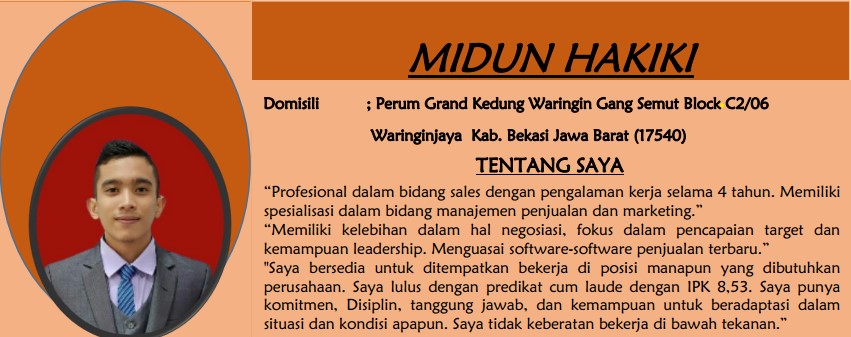 MIDUN HAKIKI
Domisili ; Perum Grand Kedung Waringin Gang Semut Block C2/06
Waringinjaya Kab. Bekasi Jawa Barat (17540)
TENTANG SAYA
“Profesional dalam bidang sales dengan pengalaman kerja selama 4 tahun. Memiliki
spesialisasi dalam bidang manajemen penjualan dan marketing.”
“Memiliki kelebihan dalam hal negosiasi, fokus dalam pencapaian target dan
kemampuan leadership. Menguasai software-software penjualan terbaru.”
"Saya bersedia untuk ditempatkan bekerja di posisi manapun yang dibutuhkan
perusahaan. Saya lulus dengan predikat cum laude dengan IPK 8,53. Saya punya
komitmen, Disiplin, tanggung jawab, dan kemampuan untuk beradaptasi dalam
situasi dan kondisi apapun. Saya tidak keberatan bekerja di bawah tekanan.”